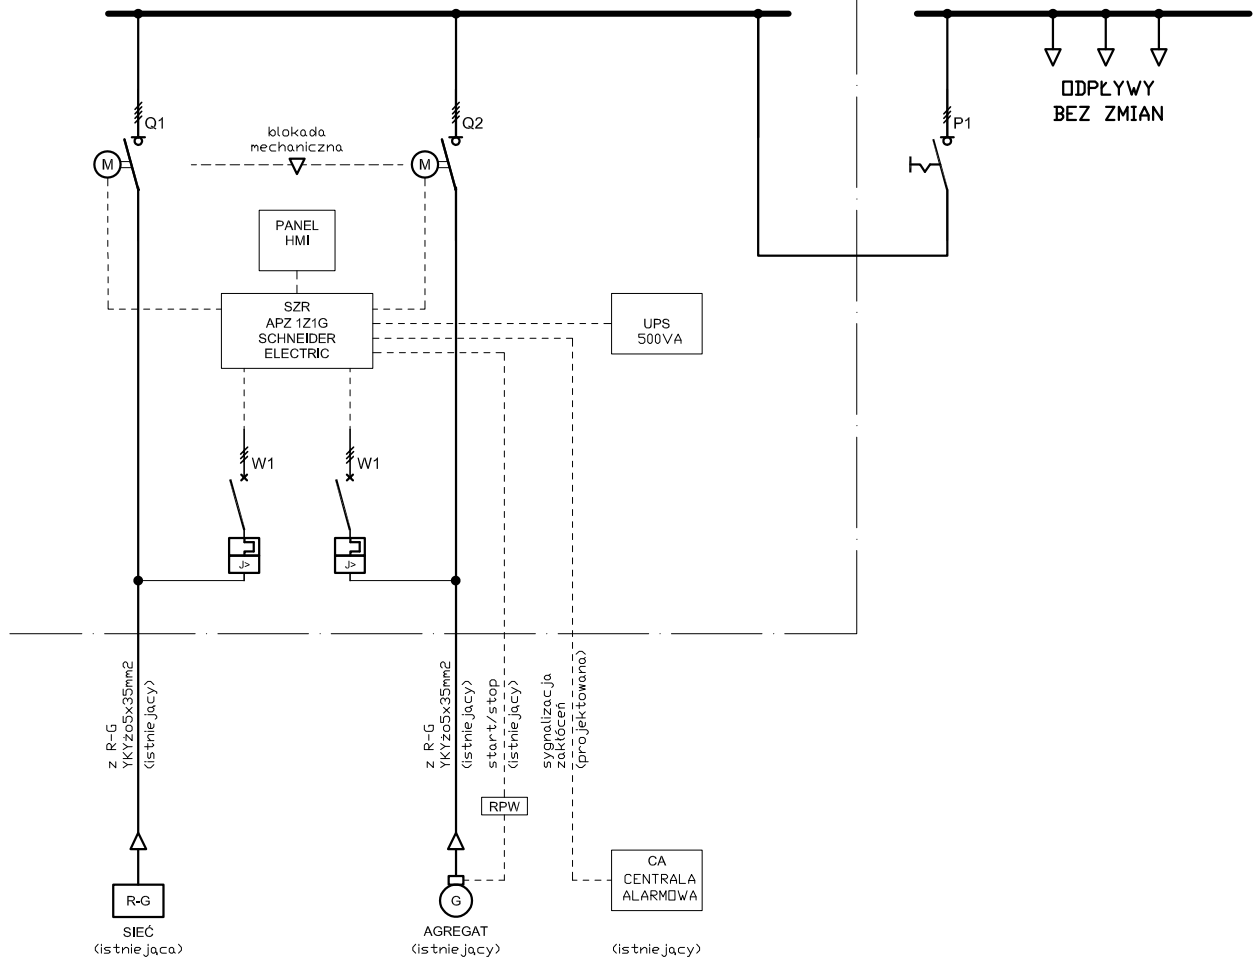 ODPŁYWY
BEZ ZMIAN
Q1
Q2
P1
blokada
mechaniczna
M
M
PANEL
HMI
SZR
APZ 1Z1G
SCHNEIDER
ELECTRIC
UPS
500VA
W1
W1
J>
J>
z R-G
YKYżo5x35mm2
(istniejący)
z R-G
YKYżo5x35mm2
(istniejący)
start/stop
(istniejący)
sygnalizacja
zakłóceń
(projektowana)
RPW
R-G
SIEĆ
(istniejąca)
G
AGREGAT
(istniejący)
CA
CENTRALA
ALARMOWA
(istniejący)